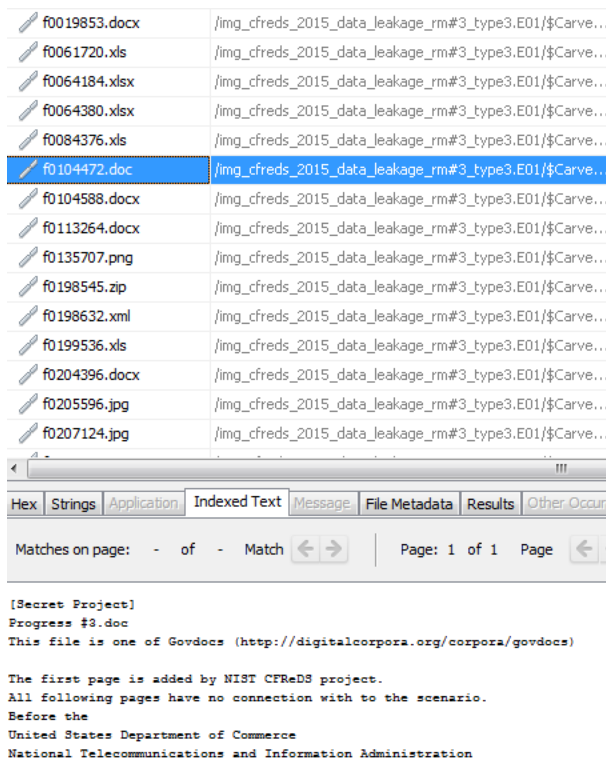 f0019853.docx /img_cfreds_2015_data_leakage_rm#3_type3.E01/$Carve...
f0061720.xls /img_cfreds_2015_data_leakage_rm#3_type3.E01/$Carve...
f0064184.xlsx /img_cfreds_2015_data_leakage_rm#3_type3.E01/$Carve...
f0064380.xlsx /img_cfreds_2015_data_leakage_rm#3_type3.E01/$Carve...
f0084376.xls /img_cfreds_2015_data_leakage_rm#3_type3.E01/$Carve...
f0104472.doc /img_cfreds_2015_data_leakage_rm#3_type3.E01/$Carve...
f0104588.docx /img_cfreds_2015_data_leakage_rm#3_type3.E01/$Carve...
f0113264.docx /img_cfreds_2015_data_leakage_rm#3_type3.E01/$Carve...
f0135707.png /img_cfreds_2015_data_leakage_rm#3_type3.E01/$Carve...
f0198545.zip /img_cfreds_2015_data_leakage_rm#3_type3.E01/$Carve...
f0198632.xml /img_cfreds_2015_data_leakage_rm#3_type3.E01/$Carve...
f0199536.xls /img_cfreds_2015_data_leakage_rm#3_type3.E01/$Carve...
f0204396.docx /img_cfreds_2015_data_leakage_rm#3_type3.E01/$Carve...
f0205596.jpg /img_cfreds_2015_data_leakage_rm#3_type3.E01/$Carve...
f0207124.jpg /img_cfreds_2015_data_leakage_rm#3_type3.E01/$Carve...
Hex Strings Application Indexed Text Message File Metadata Results Other Occur
Matches on page: - of - Match Page: 1 of 1 Page
[Secret Project]
Progress #3.doc
This file is one of Govdocs (http://digitalcorpora.org/corpora/govdocs)
The first page is added by NIST CFReDS project.
All following pages have no connection with to the scenario.
Before the
United States Department of Commerce
National Telecommunications and Information Administration